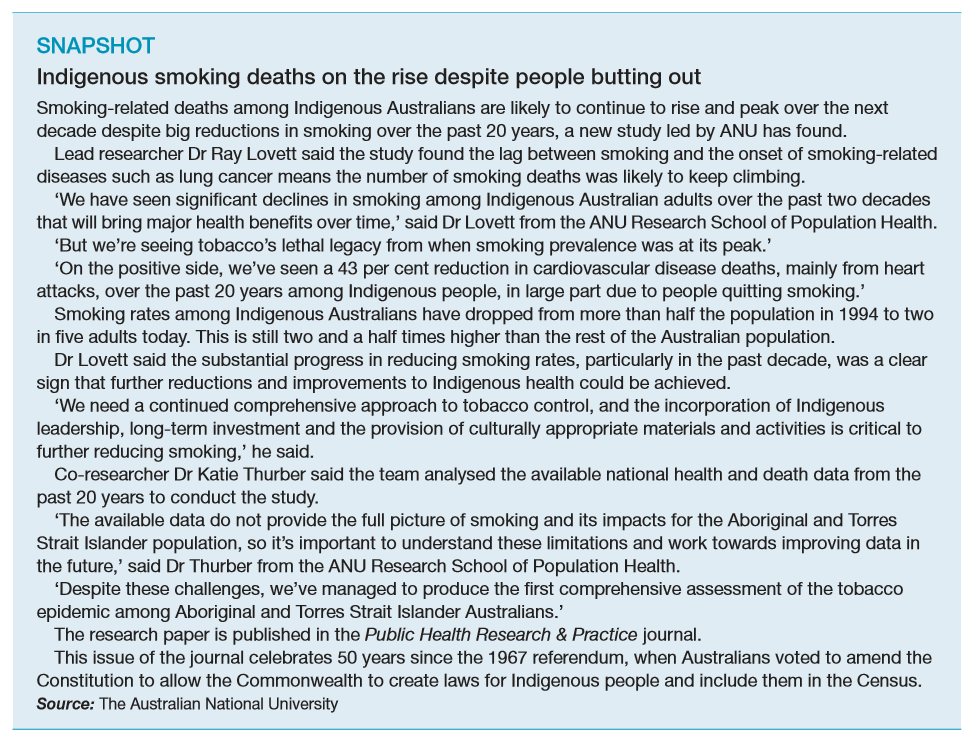 SNAPSHOT
Indigenous smoking deaths on the rise despite people butting out
Smoking-related deaths among Indigenous Australians are likely to continue to rise and peak over the next
decade despite big reductions in smoking over the past 20 years, a new study led by ANU has found.
Lead researcher Dr Ray Lovett said the study found the lag between smoking and the onset of smoking-related
diseases such as lung cancer means the number of smoking deaths was likely to keep climbing.
‘We have seen significant declines in smoking among Indigenous Australian adults over the past two decades
that will bring major health benefits over time,’ said Dr Lovett from the ANU Research School of Population Health.
‘But we’re seeing tobacco’s lethal legacy from when smoking prevalence was at its peak.’
‘On the positive side, we’ve seen a 43 per cent reduction in cardiovascular disease deaths, mainly from heart
attacks, over the past 20 years among Indigenous people, in large part due to people quitting smoking.’
Smoking rates among Indigenous Australians have dropped from more than half the population in 1994 to two
in five adults today. This is still two and a half times higher than the rest of the Australian population.
Dr Lovett said the substantial progress in reducing smoking rates, particularly in the past decade, was a clear
sign that further reductions and improvements to Indigenous health could be achieved.
‘We need a continued comprehensive approach to tobacco control, and the incorporation of Indigenous
leadership, long-term investment and the provision of culturally appropriate materials and activities is critical to
further reducing smoking,’ he said.
Co-researcher Dr Katie Thurber said the team analysed the available national health and death data from the
past 20 years to conduct the study.
‘The available data do not provide the full picture of smoking and its impacts for the Aboriginal and Torres
Strait Islander population, so it’s important to understand these limitations and work towards improving data in
the future,’ said Dr Thurber from the ANU Research School of Population Health.
‘Despite these challenges, we’ve managed to produce the first comprehensive assessment of the tobacco
epidemic among Aboriginal and Torres Strait Islander Australians.’
The research paper is published in the Public Health Research & Practice journal.
This issue of the journal celebrates 50 years since the 1967 referendum, when Australians voted to amend the
Constitution to allow the Commonwealth to create laws for Indigenous people and include them in the Census.
Source: The Australian National University